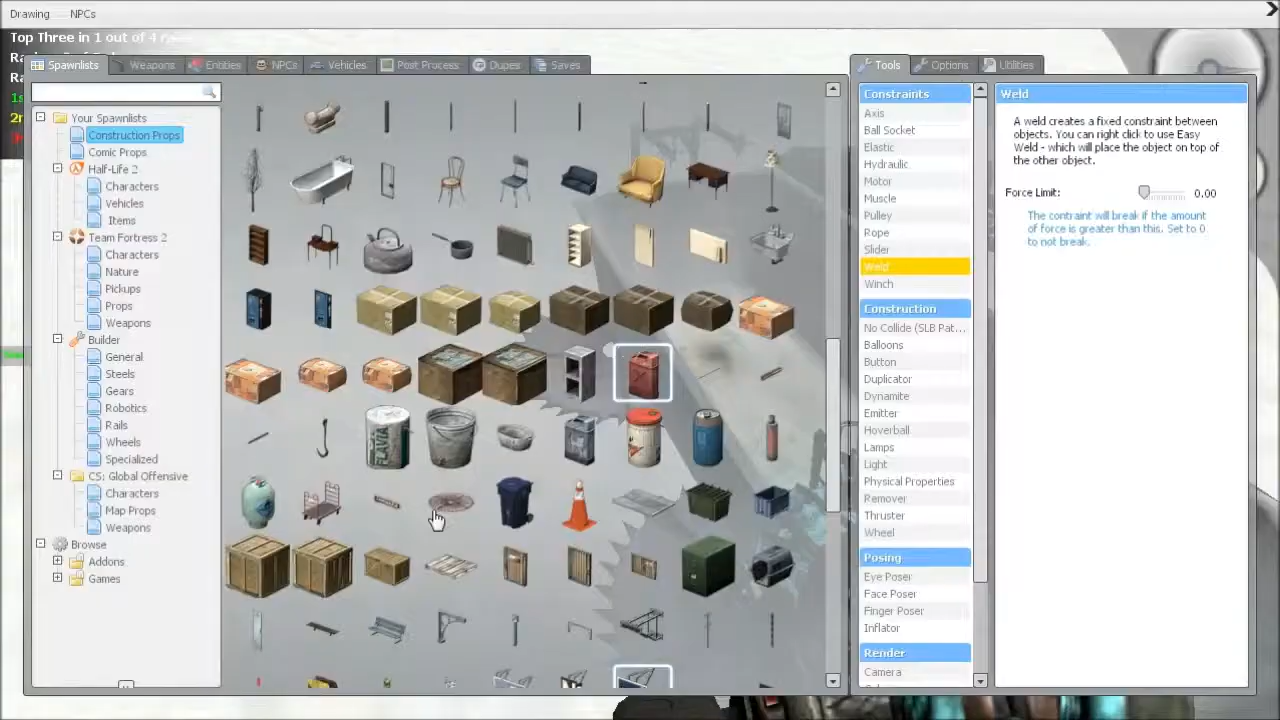 Drawing NPCs
Top Three in 1 out of 4
Spawnlists Weapons Entities NPCs Vehicles Post Process Dupes Saves
Tools Options Utilities
Your Spawnlists
Construction Props
Comic Props
Half-Life 2
Characters
Vehicles
Items
Team Fortress 2
Characters
Nature
Pickups
Props
Weapons
Builder
General
Steels
Gears
Robotics
Rails
Wheels
Specialized
CS: Global Offensive
Characters
Map Props
Weapons
Browse
Addons
Games
FLAVIA
Constraints
Axis
Ball Socket
Elastic
Hydraulic
Motor
Muscle
Pulley
Rope
Slider
Weld
Winch
Construction
No Collide (SLB Pat...
Balloons
Button
Duplicator
Dynamite
Emitter
Hoverball
Lamps
Light
Physical Properties
Remover
Thruster
Wheel
Posing
Eye Poser
Face Poser
Finger Poser
Inflator
Render
Camera
Weld
A weld creates a fixed constraint between
objects. You can right click to use Easy
Weld - which will place the object on top of
the other object.
Force Limit: 0.00
The contraint will break if the amount
of force is greater than this. Set to 0
to not break.